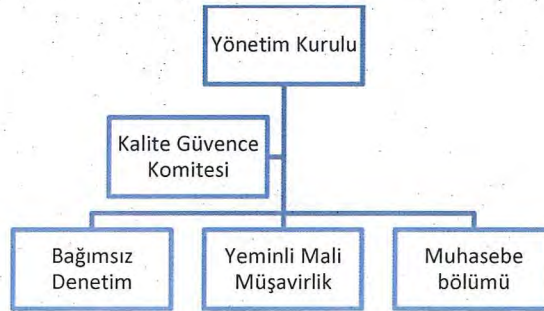 Yönetim Kurulu
Kalite Güvence
Komitesi
Bağımsız
Denetim
Yeminli Mali
Müşavirlik
Muhasebe
bölümü